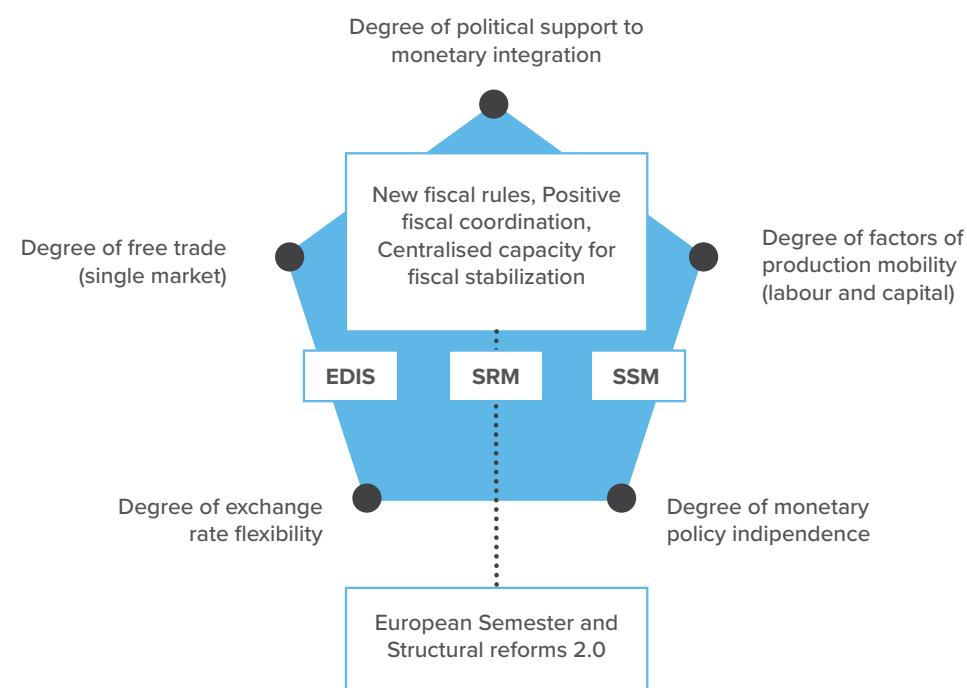 Degree of political support to
monetary integration
New fiscal rules, Positive
fiscal coordination,
Centralised capacity for
fiscal stabilization
Degree of free trade
(single market)
Degree of factors of
production mobility
(labour and capital)
EDIS
SRM
SSM
Degree of exchange
rate flexibility
Degree of monetary
policy indipendence
European Semester and
Structural reforms 2.0